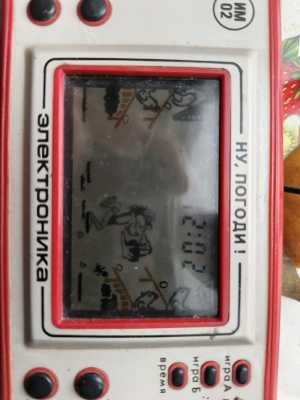 ИМ
02
НУ, ПОГОДИ!
игра А
игра Б
время
2:02
ЭЛЕКТРОНИКА